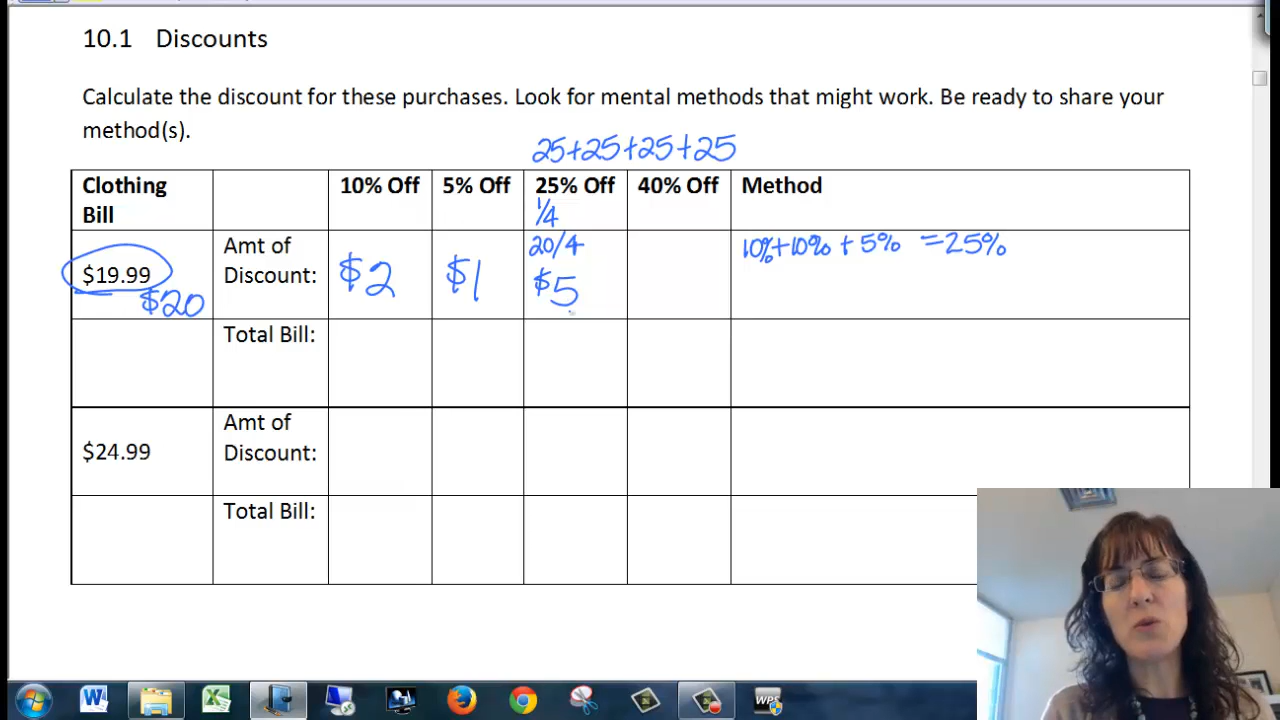 10.1 Discounts
Calculate the discount for these purchases. Look for mental methods that might work. Be ready to share your
method(s).
25+25+25+25
Clothing Bill
10% Off
5% Off
25% Off
1/4
40% Off
Method
$19.99
$20
Amt of
Discount:
$2
$1
20/4
$5
10%+10% + 5% =25%
Total Bill:
$24.99
Amt of
Discount:
Total Bill:
WPS